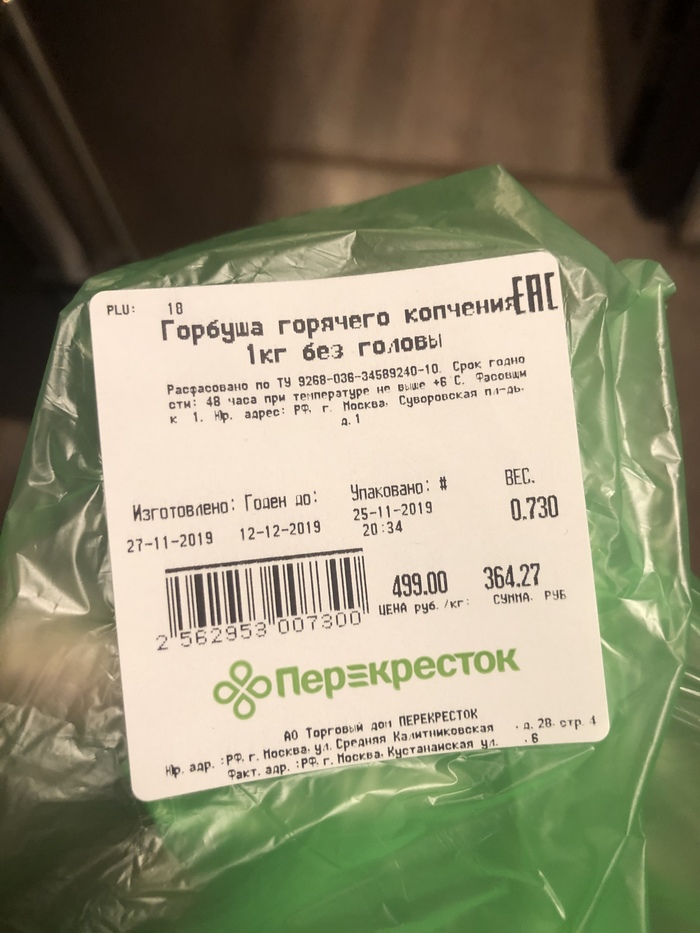 PLU: 18
ЕАС
Горбуша горячего копчения
1кг без головы
Расфасовано по ТУ 9268-036-34589240-10. Срок годно
сти: 48 часа при температуре не выше +6 С. Фасовщи
к 1. Юр. адрес: РФ, г. Москва. Суворовская пл-дь.
д.1
Изготовлено: Годен до: Упаковано: # ВЕС.
27-11-2019 12-12-2019 25-11-2019 0.730
20:34
499.00 364.27
ЦЕНА руб./кг: СУММА. РУБ
2 562953 007300
Перекресток
АО Торговый дом ПЕРЕКРЕСТОК
Юр. адр. :РФ, г. Москва, ул. Средняя Калитниковская . д. 28. стр. 4
Факт. адр. :РФ, г. Москва, Кустанайская ул. . 6